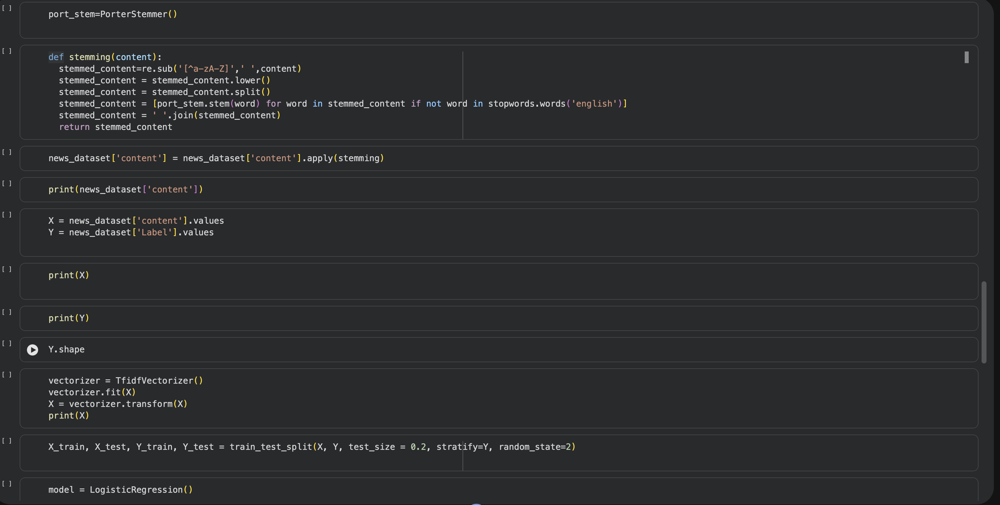 [ ]
port_stem=PorterStemmer()
[ ]
def stemming(content):
  stemmed_content=re.sub('[^a-zA-Z]',' ',content)
  stemmed_content = stemmed_content.lower()
  stemmed_content = stemmed_content.split()
  stemmed_content = [port_stem.stem(word) for word in stemmed_content if not word in stopwords.words('english')]
  stemmed_content = ' '.join(stemmed_content)
  return stemmed_content
[ ]
news_dataset['content'] = news_dataset['content'].apply(stemming)
[ ]
print(news_dataset['content'])
[ ]
X = news_dataset['content'].values
Y = news_dataset['Label'].values
[ ]
print(X)
[ ]
print(Y)
[ ]
Y.shape
[ ]
vectorizer = TfidfVectorizer()
vectorizer.fit(X)
X = vectorizer.transform(X)
print(X)
[ ]
X_train, X_test, Y_train, Y_test = train_test_split(X, Y, test_size = 0.2, stratify=Y, random_state=2)
[ ]
model = LogisticRegression()